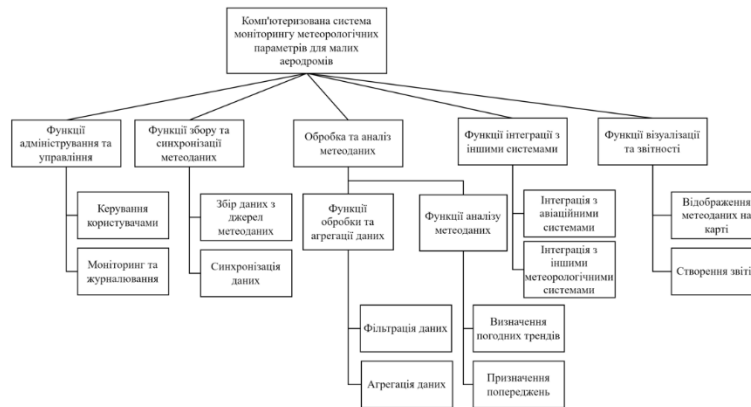 Комп'ютеризована система
моніторингу метеорологічних
параметрів для малих
аеродромів
Функції
адміністрування та
управління
Функції збору та
синхронізації
метеоданих
Обробка та аналіз
метеоданих
Функції інтеграції з
іншими системами
Функції візуалізації
та звітності
Керування
користувачами
Моніторинг та
журналювання
Збір даних з
джерел
метеоданих
Синхронізація
даних
Функції
обробки та
агрегації даних
Функції аналізу
метеоданих
Інтеграція з
авіаційними
системами
Інтеграція з
іншими
метеорологічними
системами
Відображення
метеоданих на
карті
Створення звіті
Фільтрація даних
Агрегація даних
Визначення
погодних трендів
Призначення
попереджень